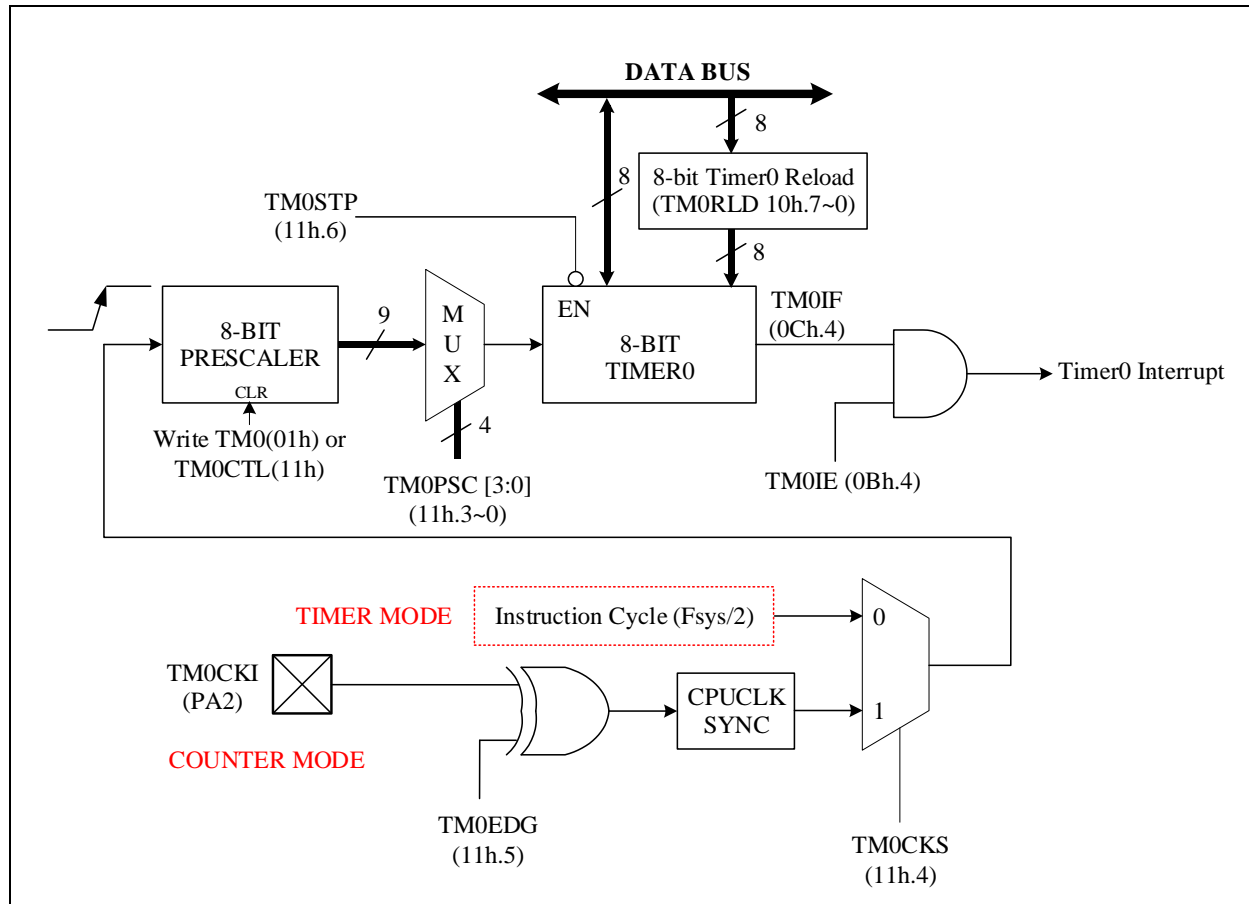 DATA BUS
8
8-bit Timer0 Reload
(TM0RLD 10h.7~0)
8
8
TM0STP
(11h.6)
8-BIT
PRESCALER
CLR
9
M
U
X
EN
8-BIT
TIMER0
TM0IF
(0Ch.4)
Timer0 Interrupt
Write TM0(01h) or
TM0CTL(11h)
4
TM0PSC [3:0]
(11h.3~0)
TM0IE (0Bh.4)
TIMER MODE
Instruction Cycle (Fsys/2)
0
TM0CKI
(PA2)
CPUCLK
SYNC
1
COUNTER MODE
TM0EDG
(11h.5)
TM0CKS
(11h.4)